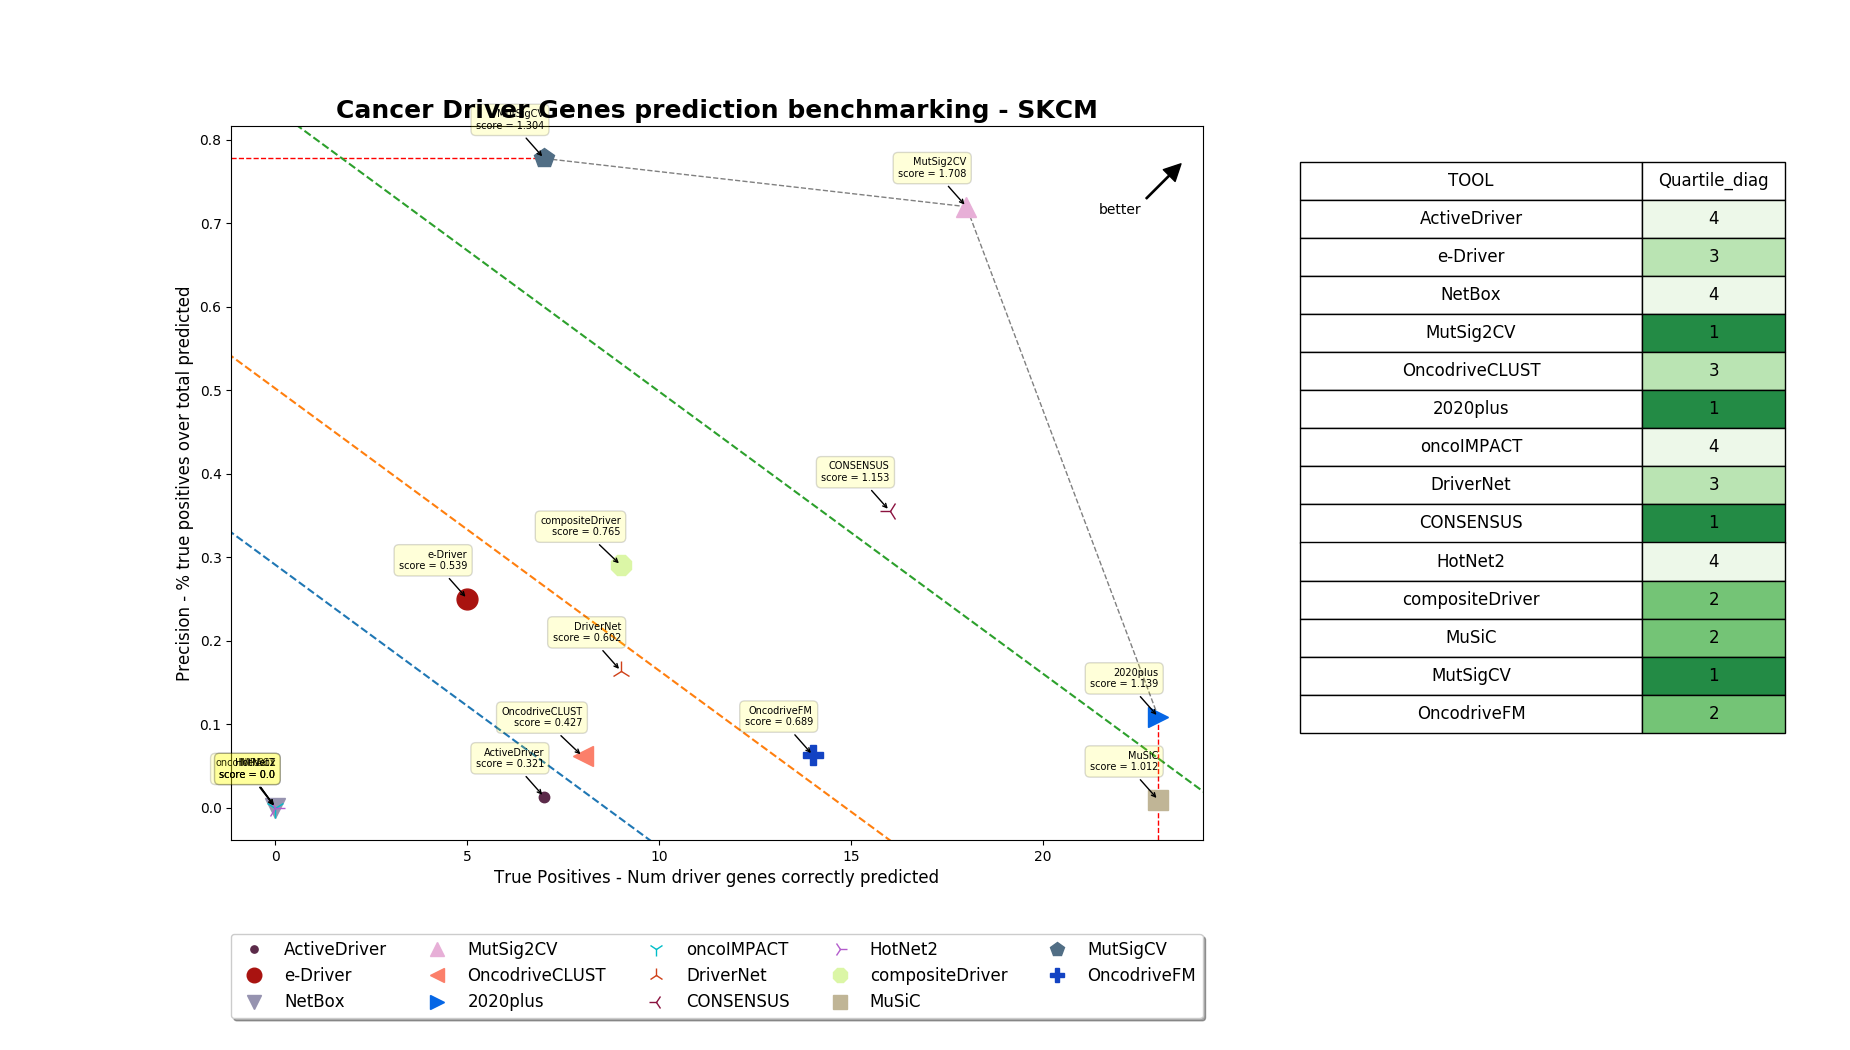 Cancer Driver Genes prediction benchmarking - SKCM
MutSigCV
score = 1.304
MutSig2CV
score = 1.708
better
CONSENSUS
score = 1.153
compositeDriver
score = 0.765
e-Driver
score = 0.539
DriverNet
score = 0.602
2020plus
score = 1.139
OncodriveCLUST
score = 0.427
OncodriveFM
score = 0.689
ActiveDriver
score = 0.321
MuSiC
score = 1.012
score = 0.0
Precision - % true positives over total predicted
0.8
0.7
0.6
0.5
0.4
0.3
0.2
0.1
0.0
0 5 10 15 20
True Positives - Num driver genes correctly predicted
TOOL Quartile_diag
ActiveDriver 4
e-Driver 3
NetBox 4
MutSig2CV 1
OncodriveCLUST 3
2020plus 1
oncoIMPACT 4
DriverNet 3
CONSENSUS 1
HotNet2 4
compositeDriver 2
MuSiC 2
MutSigCV 1
OncodriveFM 2
ActiveDriver MutSig2CV oncoIMPACT HotNet2 MutSigCV
e-Driver OncodriveCLUST DriverNet compositeDriver OncodriveFM
NetBox 2020plus CONSENSUS MuSiC